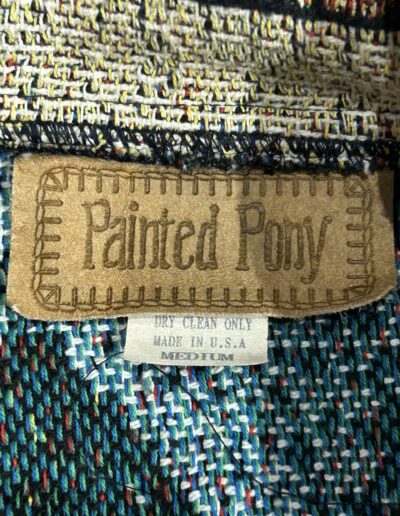 Painted Pony
DRY CLEAN ONLY
MADE IN U.S.A
MEDIUM